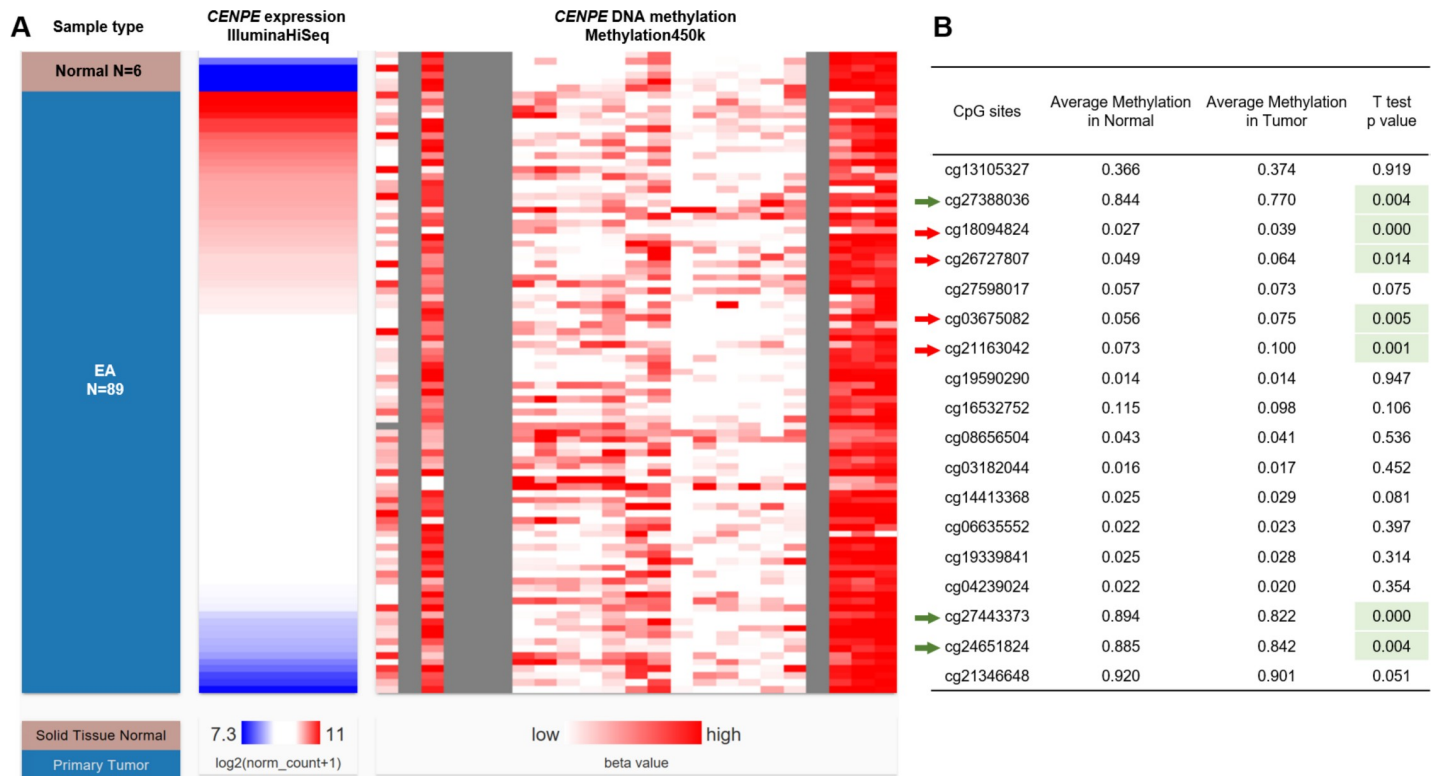 A
Sample type
CENPE expression
IlluminaHiSeq
CENPE DNA methylation
Methylation450k
Normal N=6
EA
N=89
Solid Tissue Normal
Primary Tumor
7.3 11
log2(norm_count+1)
low high
beta value
B
CpG sites Average Methylation in Normal Average Methylation in Tumor T test p value
cg13105327 0.366 0.374 0.919
cg27388036 0.844 0.770 0.004
cg18094824 0.027 0.039 0.000
cg26727807 0.049 0.064 0.014
cg27598017 0.057 0.073 0.075
cg03675082 0.056 0.075 0.005
cg21163042 0.073 0.100 0.001
cg19590290 0.014 0.014 0.947
cg16532752 0.115 0.098 0.106
cg08656504 0.043 0.041 0.536
cg03182044 0.016 0.017 0.452
cg14413368 0.025 0.029 0.081
cg06635552 0.022 0.023 0.397
cg19339841 0.025 0.028 0.314
cg04239024 0.022 0.020 0.354
cg27443373 0.894 0.822 0.000
cg24651824 0.885 0.842 0.004
cg21346648 0.920 0.901 0.051